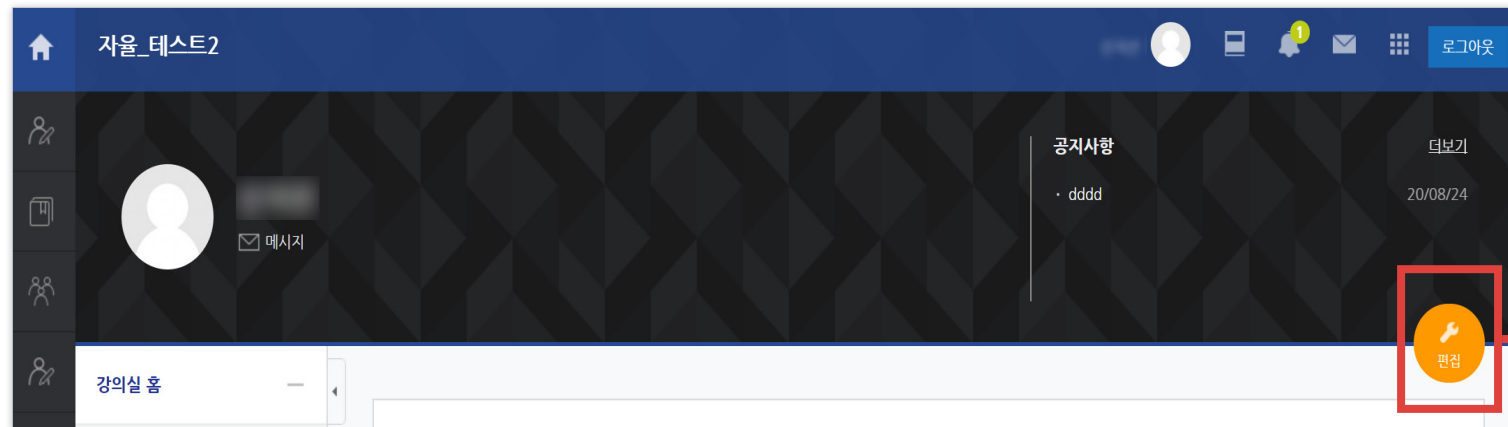 자율_테스트2
1
로그아웃
공지사항
더보기
· dddd
20/08/24
메시지
편집
강의실 홈